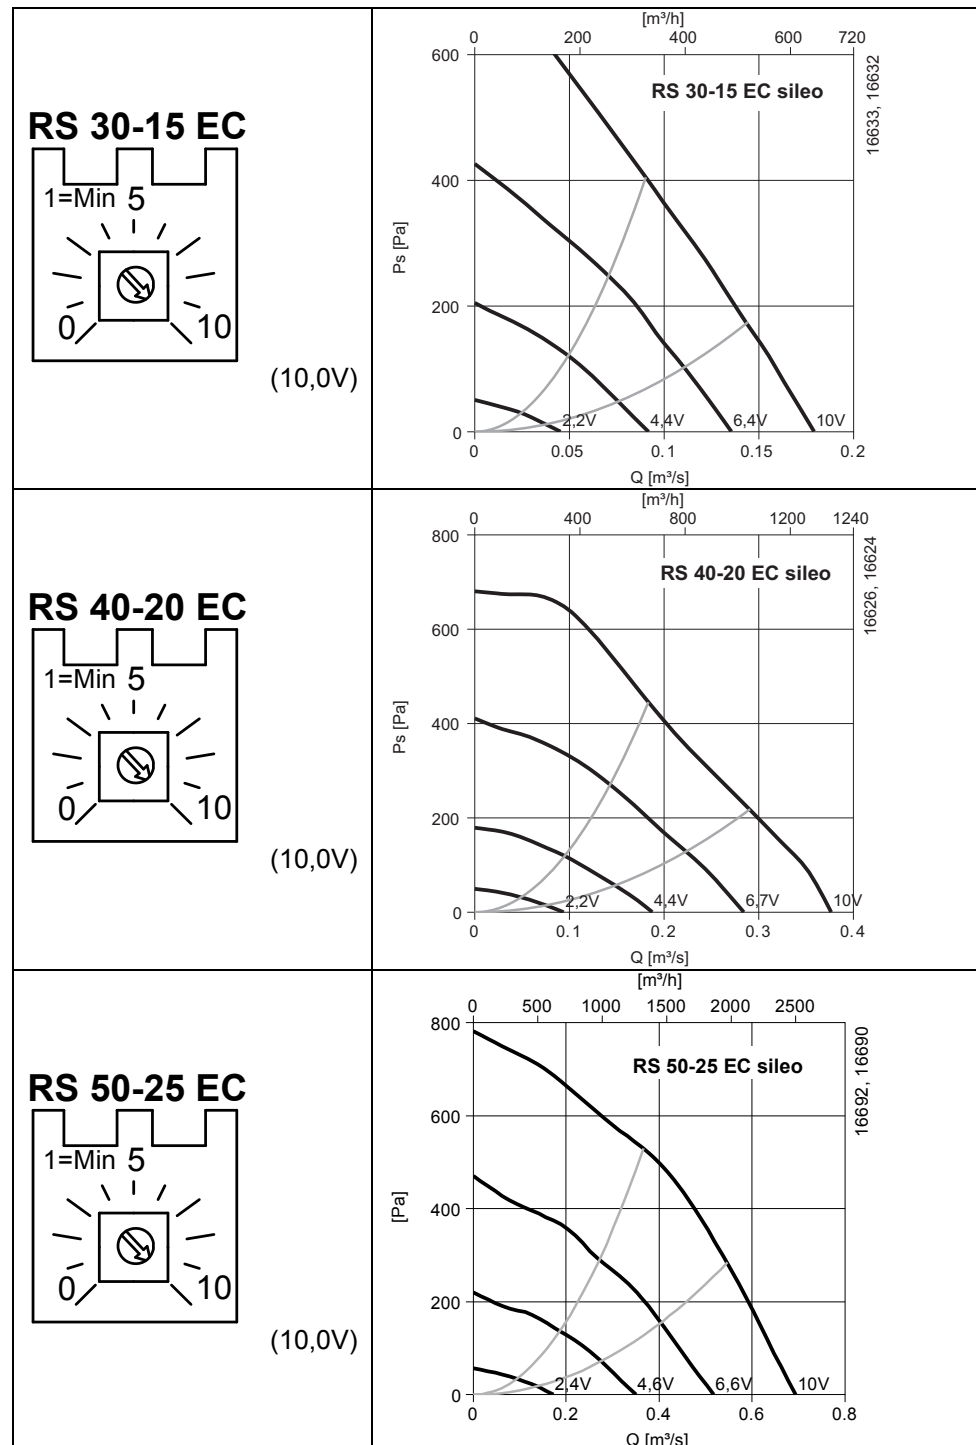 RS 30-15 EC
1=Min 5
0 10
(10,0V)
[m³/h]
0 200 400 600 720
600
400
200
0
Ps [Pa]
RS 30-15 EC sileo
16633, 16632
2,2V 4,4V 6,4V 10V
0 0.05 0.1 0.15 0.2
Q [m³/s]
RS 40-20 EC
1=Min 5
0 10
(10,0V)
[m³/h]
0 400 800 1200 1240
800
600
400
200
0
Ps [Pa]
RS 40-20 EC sileo
16626, 16624
2,2V 4,4V 6,7V 10V
0 0.1 0.2 0.3 0.4
Q [m³/s]
RS 50-25 EC
1=Min 5
0 10
(10,0V)
[m³/h]
0 500 1000 1500 2000 2500
800
600
400
200
0
[Pa]
RS 50-25 EC sileo
16692, 16690
2,4V 4,6V 6,6V 10V
0 0.2 0.4 0.6 0.8
Q [m³/s]